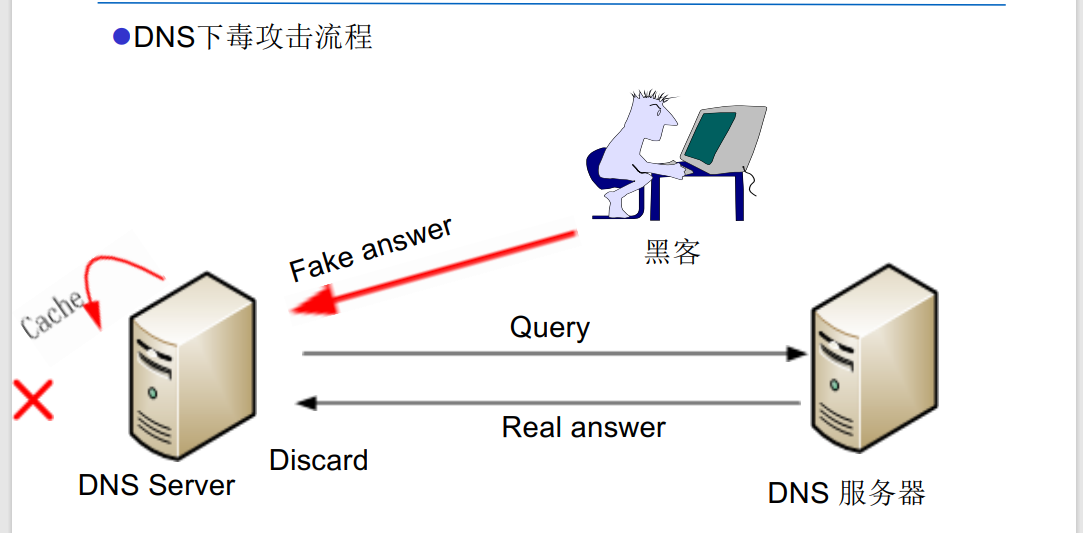 ●DNS下毒攻击流程
Fake answer
黑客
Cache
Query
Real answer
Discard
DNS Server
DNS 服务器